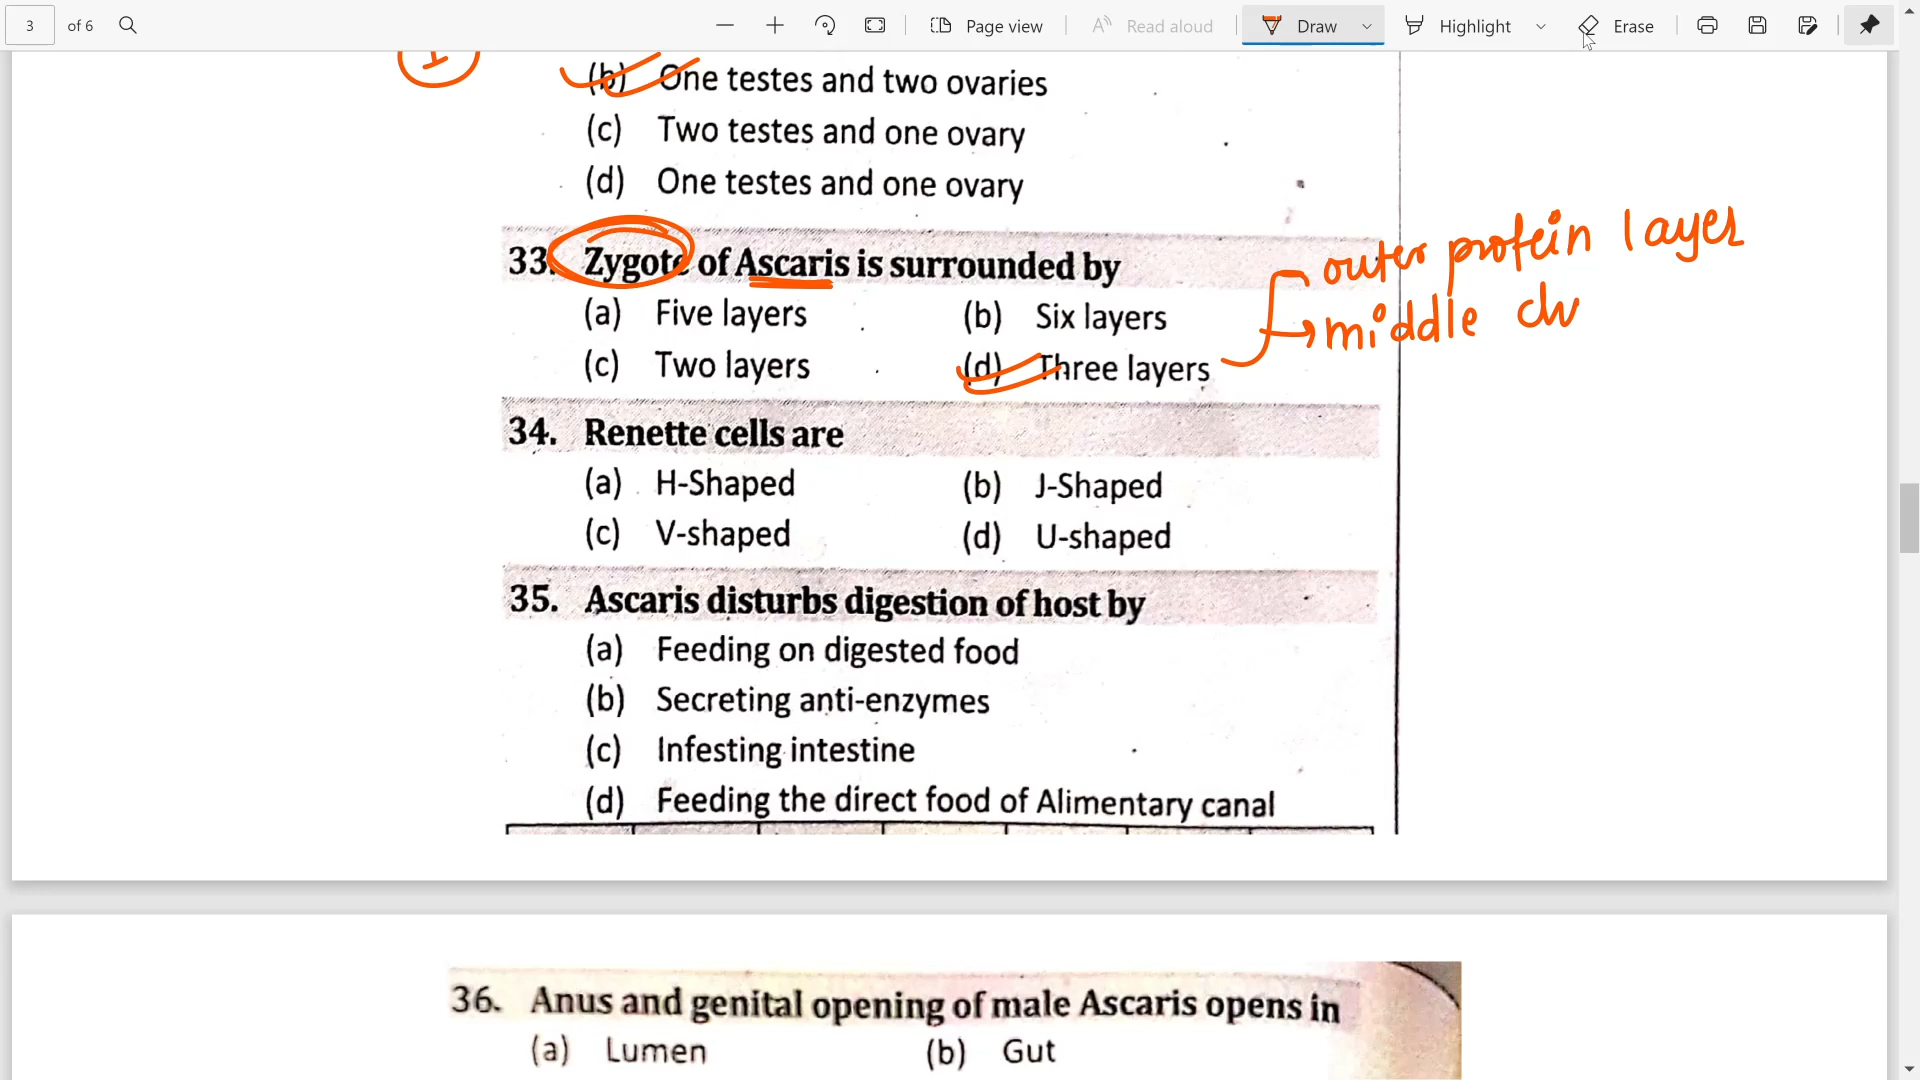 3 of 6 Page view Read aloud Draw Highlight Erase
(b) One testes and two ovaries
(c) Two testes and one ovary
(d) One testes and one ovary
33. Zygote of Ascaris is surrounded by
(a) Five layers (b) Six layers
(c) Two layers (d) Three layers
outer protein layer
middle
34. Renette cells are
(a) H-Shaped (b) J-Shaped
(c) V-shaped (d) U-shaped
35. Ascaris disturbs digestion of host by
(a) Feeding on digested food
(b) Secreting anti-enzymes
(c) Infesting intestine
(d) Feeding the direct food of Alimentary canal
36. Anus and genital opening of male Ascaris opens in
(a) Lumen (b) Gut